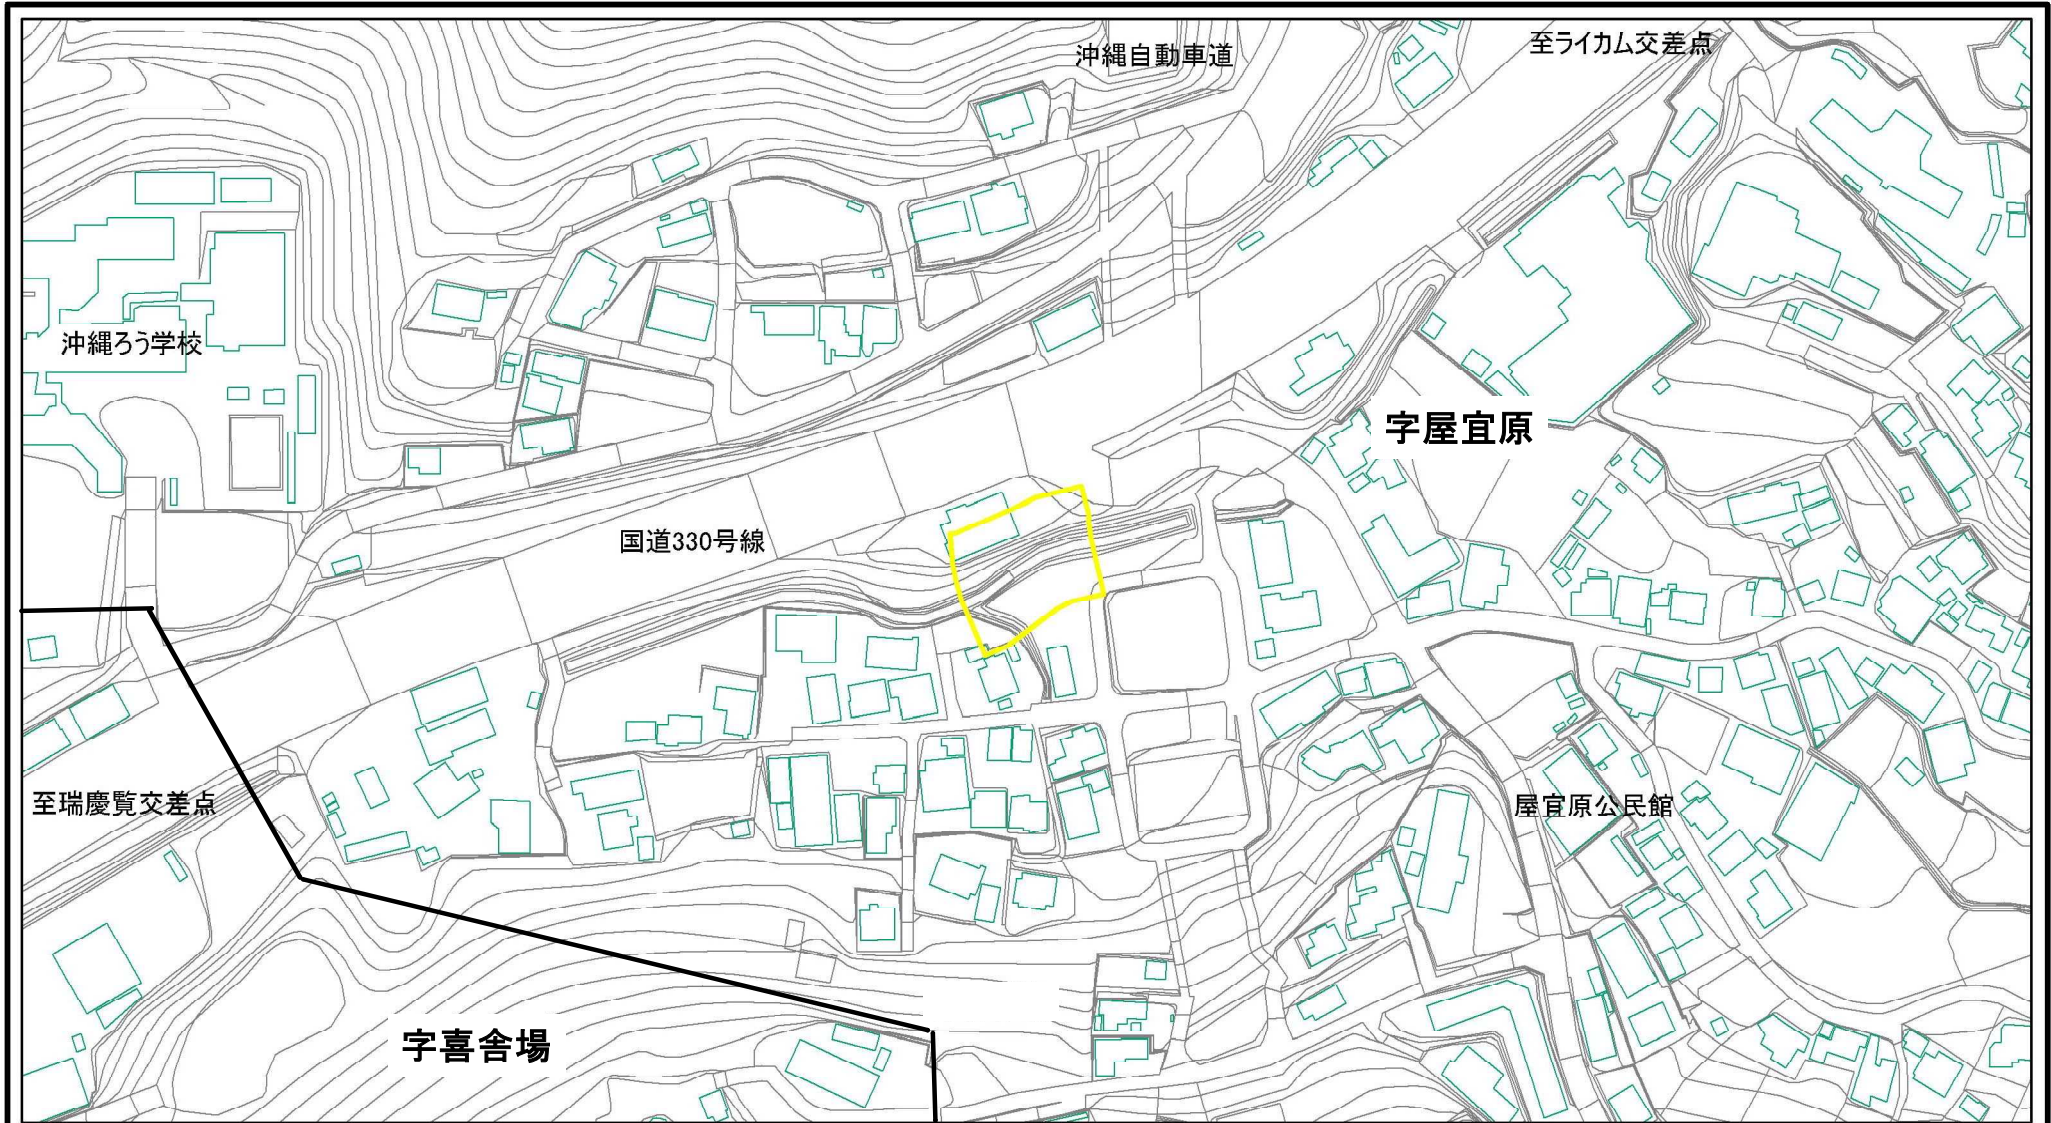 沖縄自動車道
至ライカム交差点
沖縄ろう学校
字屋宜原
国道330号線
至瑞慶覧交差点
屋宜原公民館
字喜舎場